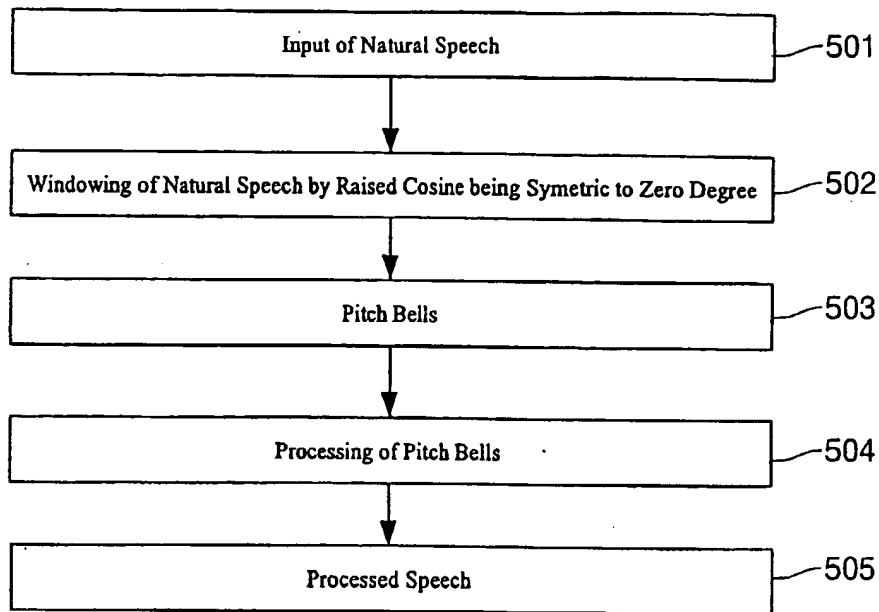 Input of Natural Speech
501
Windowing of Natural Speech by Raised Cosine being Symetric to Zero Degree
502
Pitch Bells
503
Processing of Pitch Bells
504
Processed Speech
505